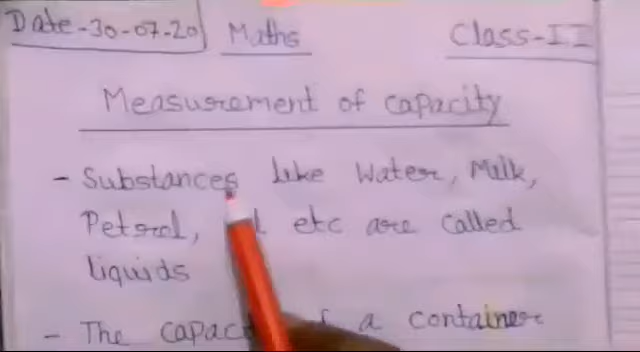 Date-30-07-20 Maths Class-II
Measurement of capacity
- Substances like Water, Milk,
Petrol, etc are called
liquids
- The capac of a container